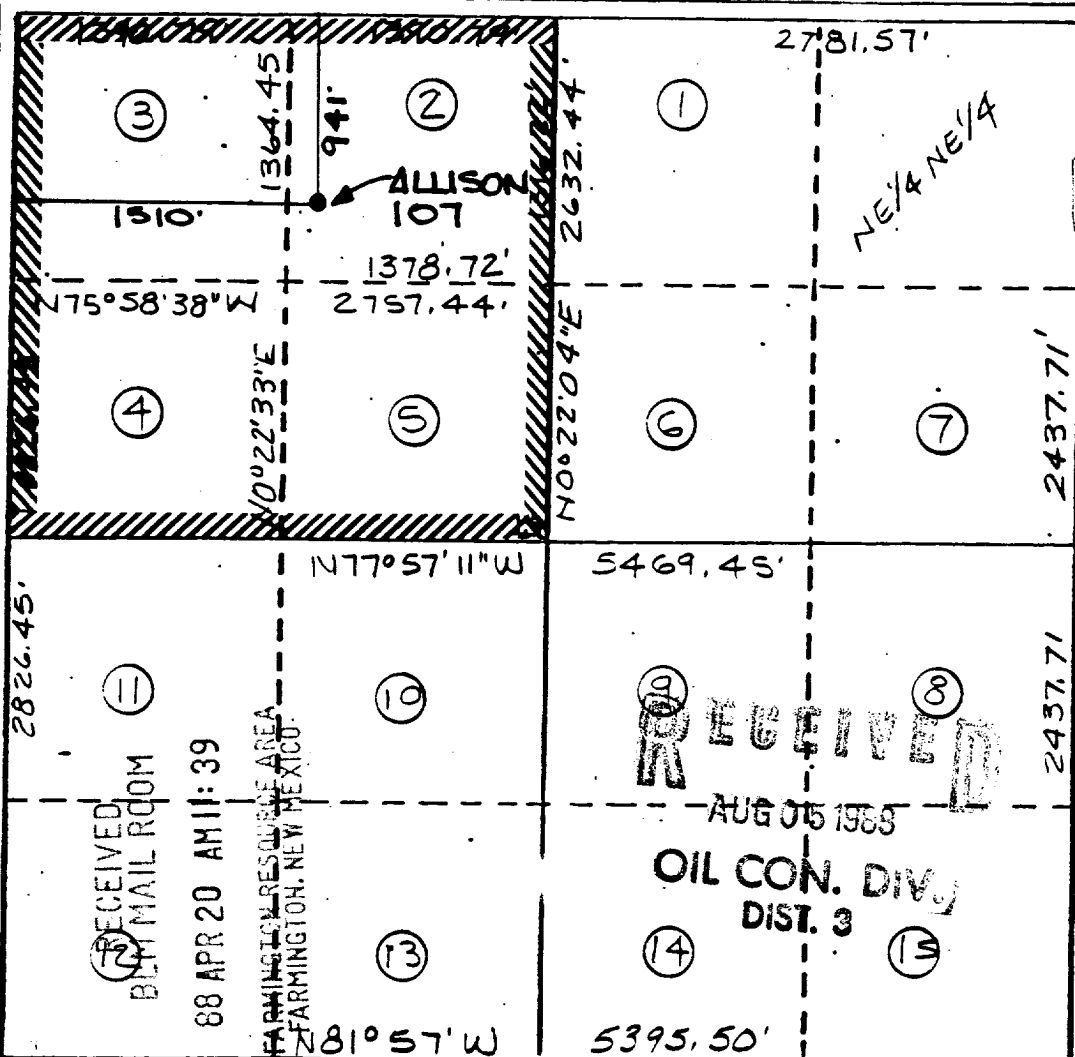 2781.57'
3
1364.45
941'
2
2632.44'
1
NE1/4 NE1/4
ALLISON
107
1510'
1378.72'
N75°58'38"W
2757.44'
4
N0°22'33"E
5
N0°22'04"E
6
7
2437.71'
N77°57'11"W
5469.45'
2826.45'
11
10
9
8
2437.71
RECEIVED
AUG 05 1988
OIL CON. DIV.
DIST. 3
RECEIVED
BLM MAIL ROOM
88 APR 20 AM 11:39
FARMINGTON RESOURCE AREA
FARMINGTON, NEW MEXICO
12
13
14
15
N81°57'W
5395.50'